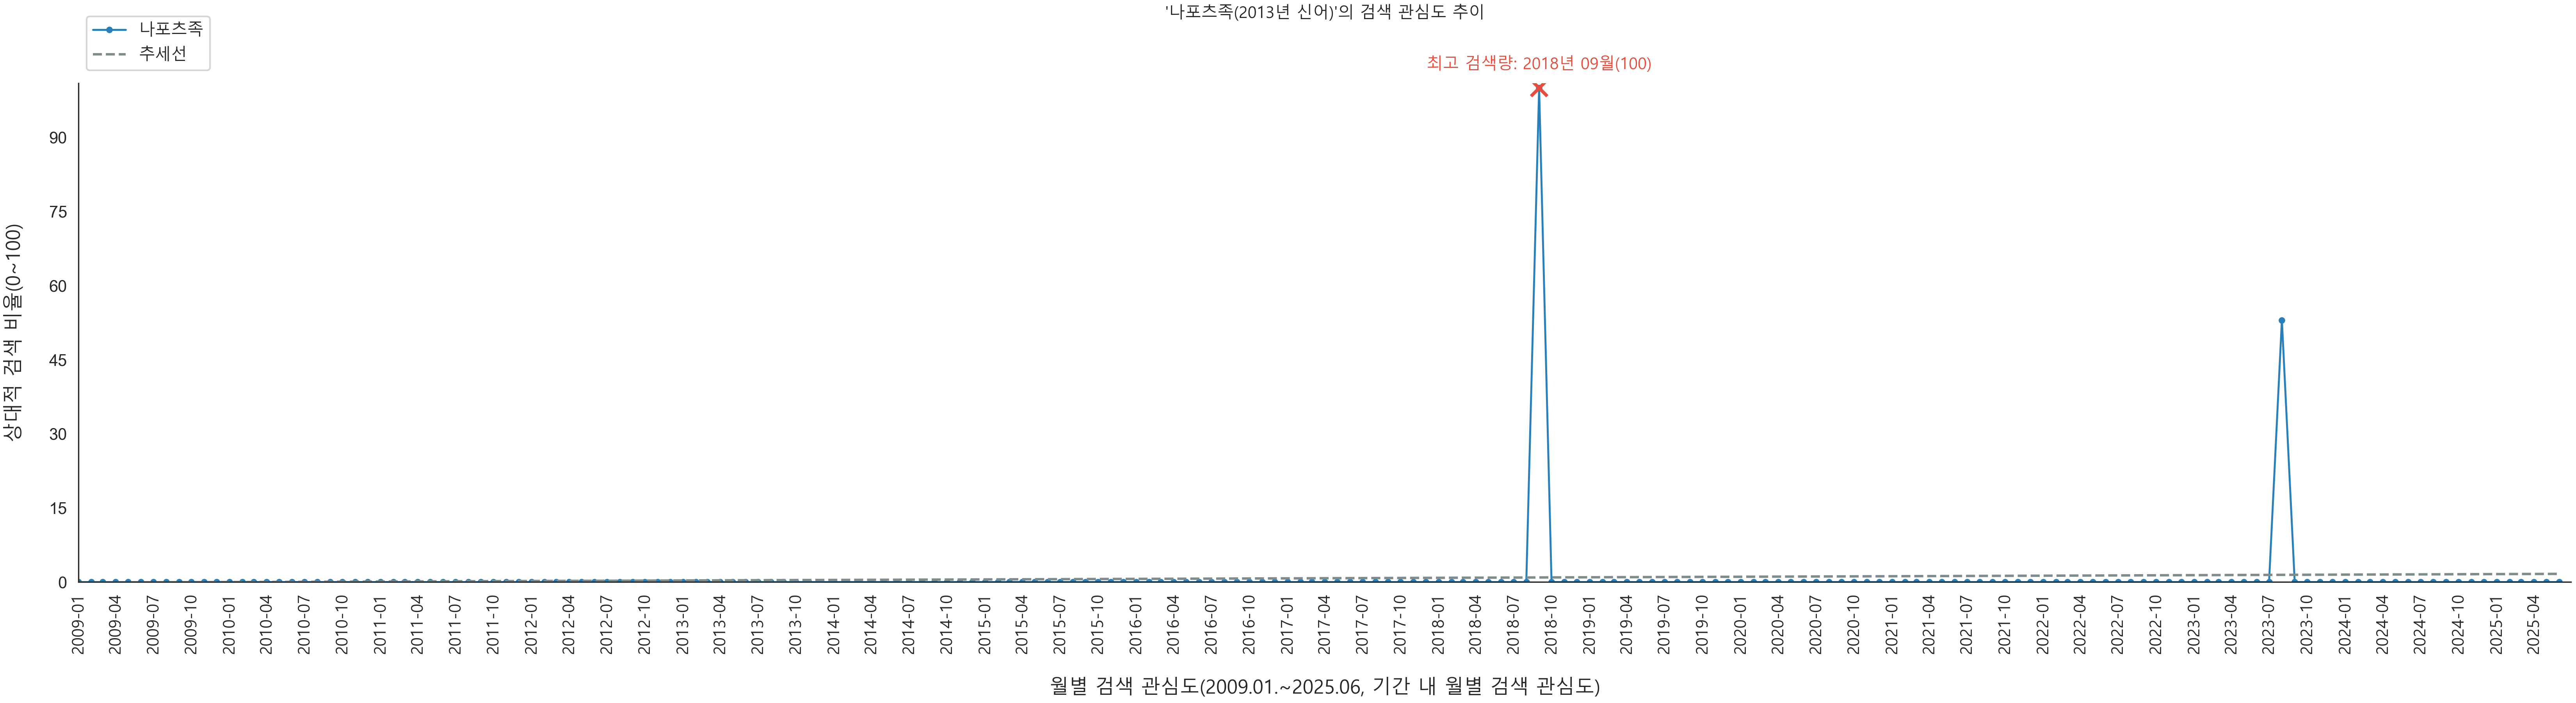 '나포츠족(2013년 신어)'의 검색 관심도 추이
나포츠족
추세선
최고 검색량: 2018년 09월(100)
상대적 검색 비율(0~100)
90
75
60
45
30
15
0
2009-01 2009-04 2009-07 2009-10 2010-01 2010-04 2010-07 2010-10 2011-01 2011-04 2011-07 2011-10 2012-01 2012-04 2012-07 2012-10 2013-01 2013-04 2013-07 2013-10 2014-01 2014-04 2014-07 2014-10 2015-01 2015-04 2015-07 2015-10 2016-01 2016-04 2016-07 2016-10 2017-01 2017-04 2017-07 2017-10 2018-01 2018-04 2018-07 2018-10 2019-01 2019-04 2019-07 2019-10 2020-01 2020-04 2020-07 2020-10 2021-01 2021-04 2021-07 2021-10 2022-01 2022-04 2022-07 2022-10 2023-01 2023-04 2023-07 2023-10 2024-01 2024-04 2024-07 2024-10 2025-01 2025-04
월별 검색 관심도(2009.01.~2025.06, 기간 내 월별 검색 관심도)